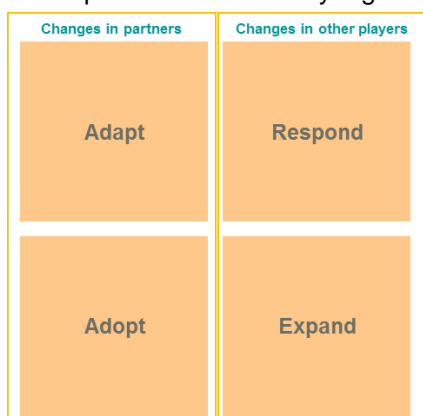 Changes in partners
Changes in other players
Adapt
Respond
Adopt
Expand